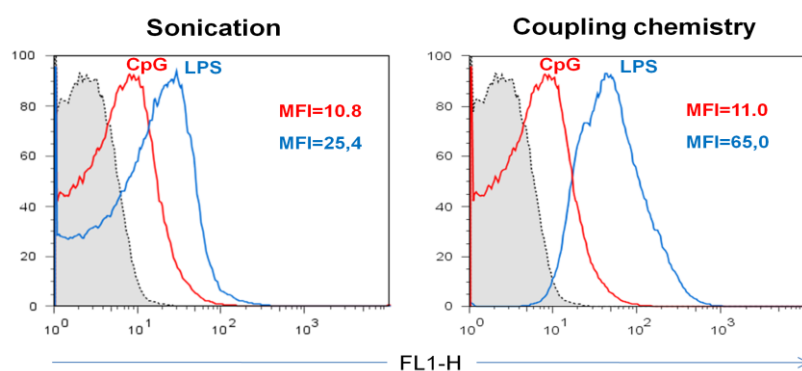 Sonication
CpG LPS
MFI=10.8
MFI=25,4
100
80
60
40
20
0
10⁰ 10¹ 10² 10³
Coupling chemistry
CpG LPS
MFI=11.0
MFI=65,0
100
80
60
40
20
0
10⁰ 10¹ 10² 10³
FL1-H